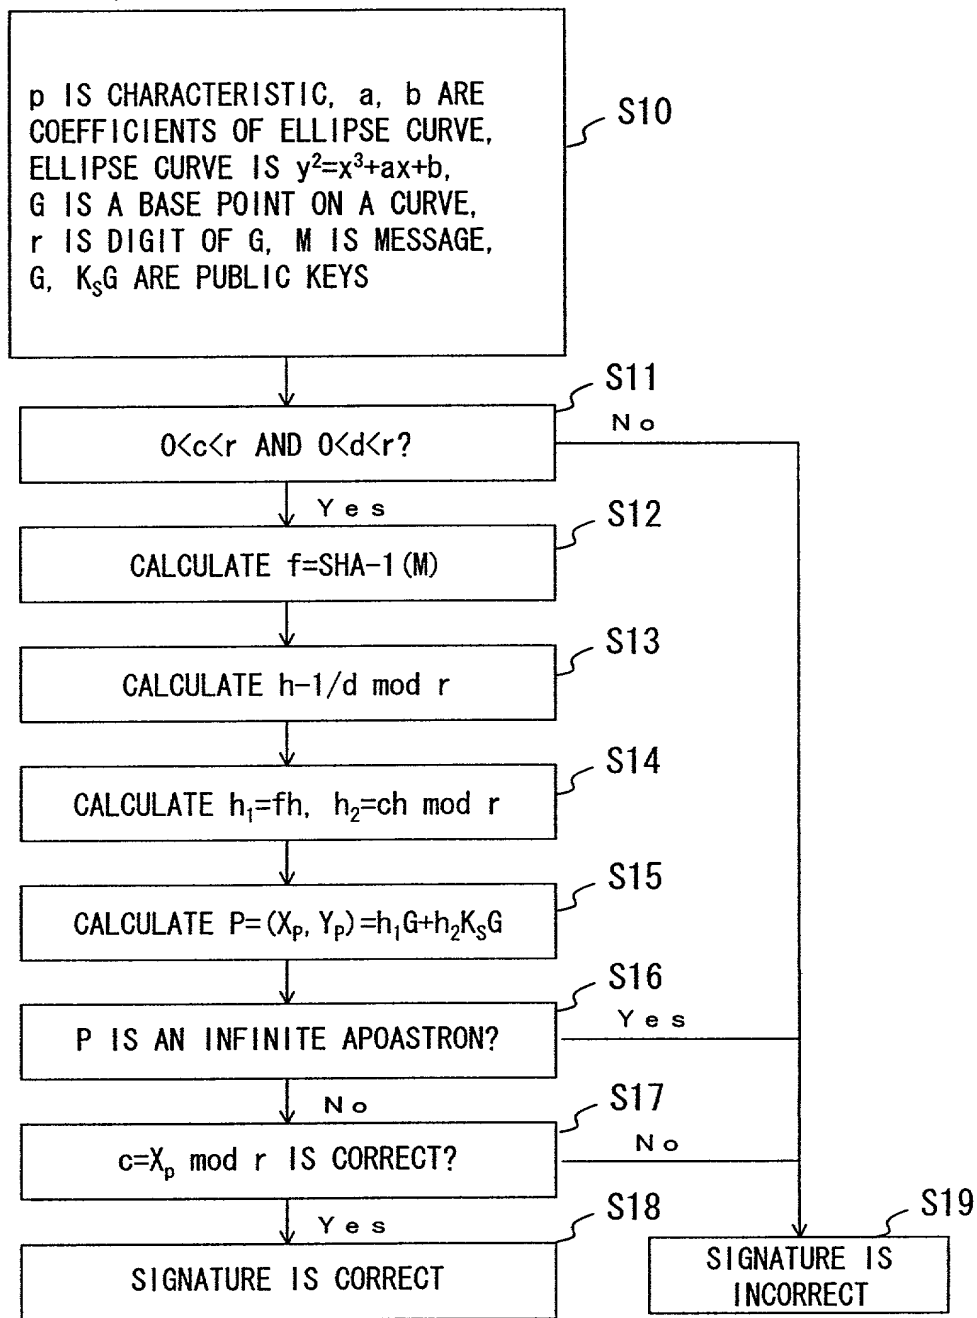 p IS CHARACTERISTIC, a, b ARE
COEFFICIENTS OF ELLIPSE CURVE,
ELLIPSE CURVE IS y²=x³+ax+b,
G IS A BASE POINT ON A CURVE,
r IS DIGIT OF G, M IS MESSAGE,
G, KₛG ARE PUBLIC KEYS
S10
S11
0<c<r AND 0<d<r?
No
Yes
S12
CALCULATE f=SHA-1(M)
S13
CALCULATE h-1/d mod r
S14
CALCULATE h₁=fh, h₂=ch mod r
S15
CALCULATE P=(Xₚ, Yₚ)=h₁G+h₂KₛG
S16
P IS AN INFINITE APOASTRON?
Yes
No
S17
c=Xₚ mod r IS CORRECT?
No
Yes
S18
SIGNATURE IS CORRECT
S19
SIGNATURE IS
INCORRECT